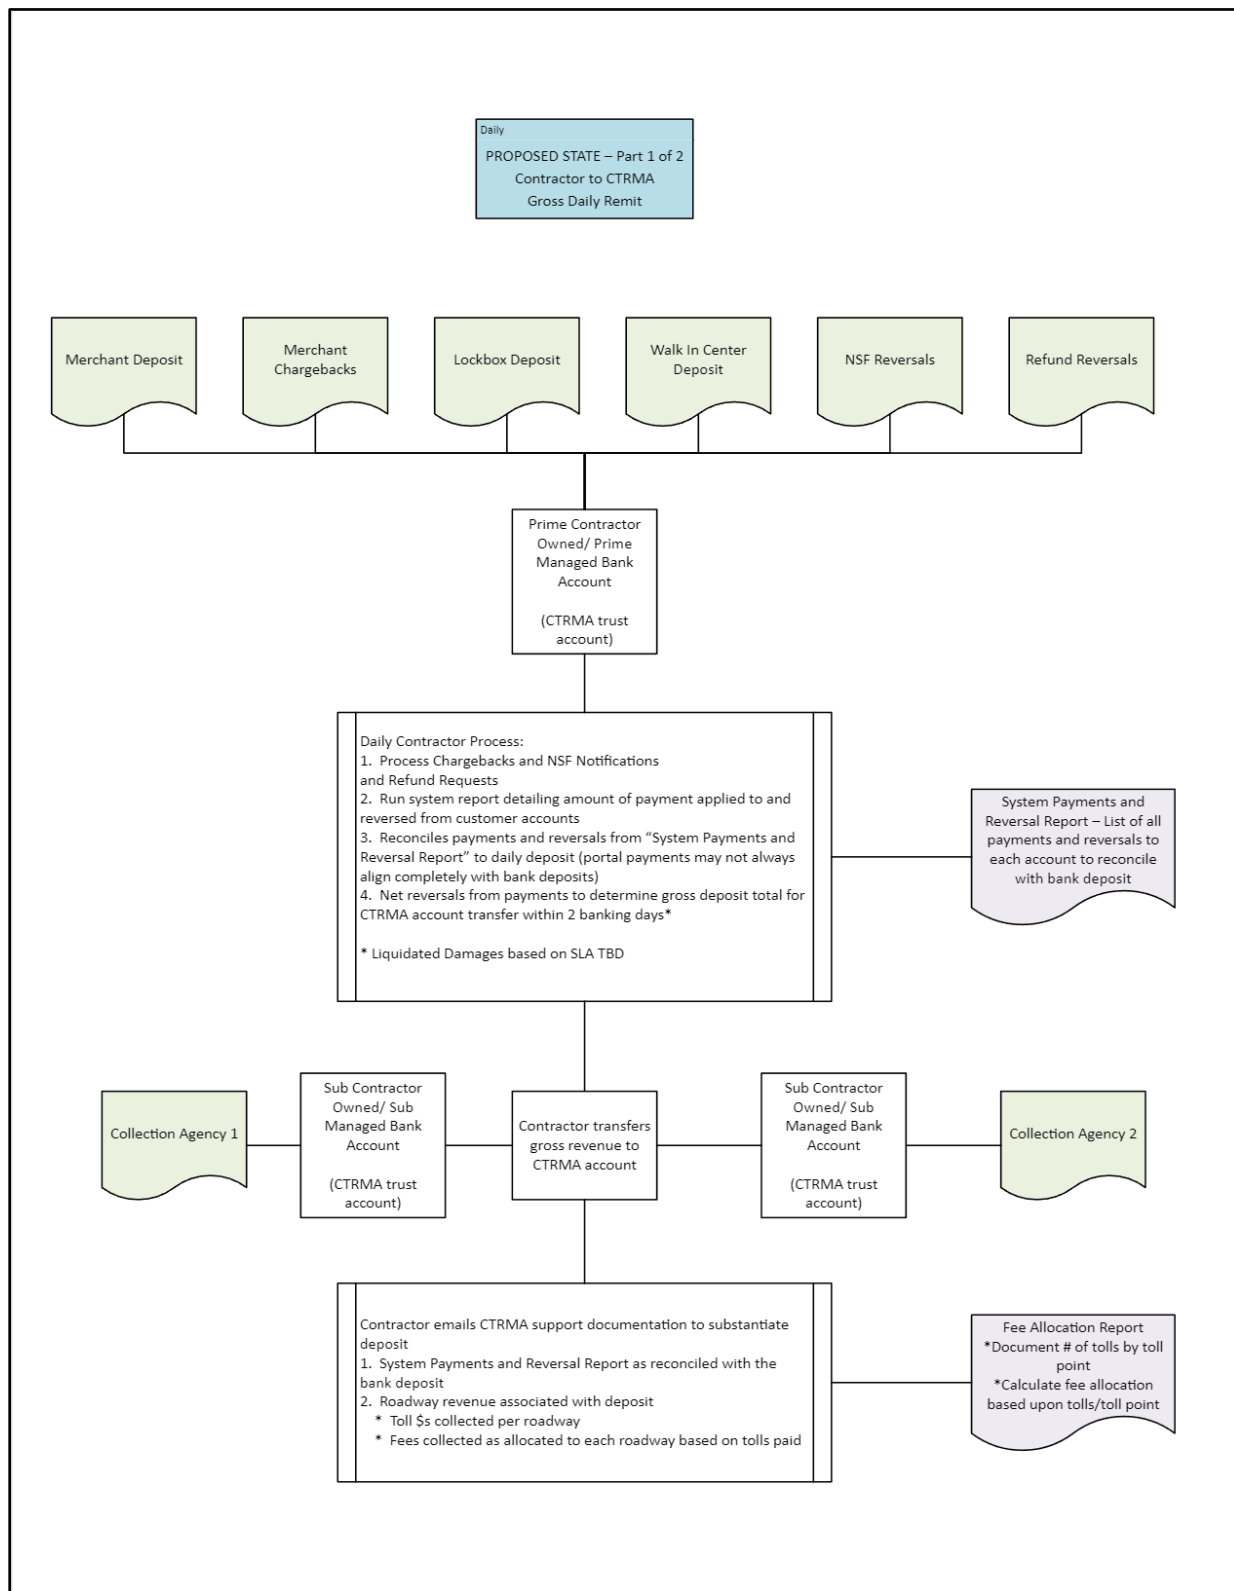 Daily
PROPOSED STATE – Part 1 of 2
Contractor to CTRMA
Gross Daily Remit
Merchant Deposit
Merchant
Chargebacks
Lockbox Deposit
Walk In Center
Deposit
NSF Reversals
Refund Reversals
Prime Contractor
Owned/ Prime
Managed Bank
Account
(CTRMA trust
account)
Daily Contractor Process:
1.  Process Chargebacks and NSF Notifications
and Refund Requests
2.  Run system report detailing amount of payment applied to and
reversed from customer accounts
3.  Reconciles payments and reversals from “System Payments and
Reversal Report” to daily deposit (portal payments may not always
align completely with bank deposits)
4.  Net reversals from payments to determine gross deposit total for
CTRMA account transfer within 2 banking days*
* Liquidated Damages based on SLA TBD
System Payments and
Reversal Report – List of all
payments and reversals to
each account to reconcile
with bank deposit
Collection Agency 1
Sub Contractor
Owned/ Sub
Managed Bank
Account
(CTRMA trust
account)
Contractor transfers
gross revenue to
CTRMA account
Sub Contractor
Owned/ Sub
Managed Bank
Account
(CTRMA trust
account)
Collection Agency 2
Contractor emails CTRMA support documentation to substantiate
deposit
1.  System Payments and Reversal Report as reconciled with the
bank deposit
2.  Roadway revenue associated with deposit
* Toll $s collected per roadway
* Fees collected as allocated to each roadway based on tolls paid
Fee Allocation Report
*Document # of tolls by toll
point
*Calculate fee allocation
based upon tolls/toll point